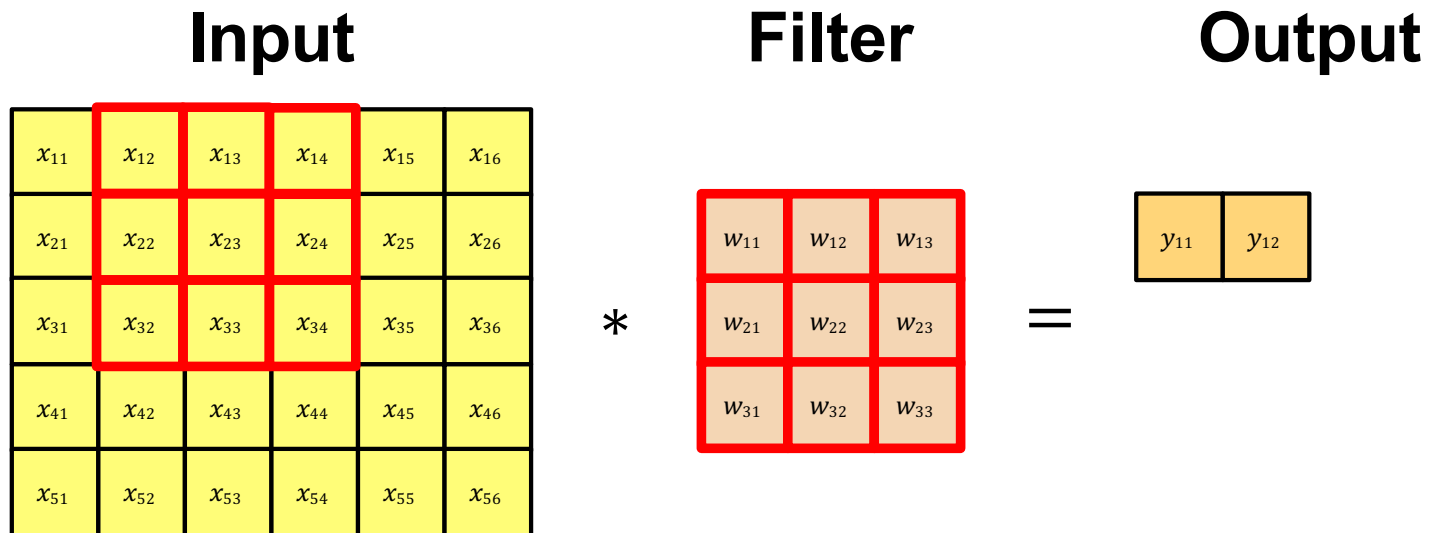 Input Filter Output
x₁₁ x₁₂ x₁₃ x₁₄ x₁₅ x₁₆
x₂₁ x₂₂ x₂₃ x₂₄ x₂₅ x₂₆ w₁₁ w₁₂ w₁₃ y₁₁ y₁₂
x₃₁ x₃₂ x₃₃ x₃₄ x₃₅ x₃₆ * w₂₁ w₂₂ w₂₃ =
x₄₁ x₄₂ x₄₃ x₄₄ x₄₅ x₄₆ w₃₁ w₃₂ w₃₃
x₅₁ x₅₂ x₅₃ x₅₄ x₅₅ x₅₆